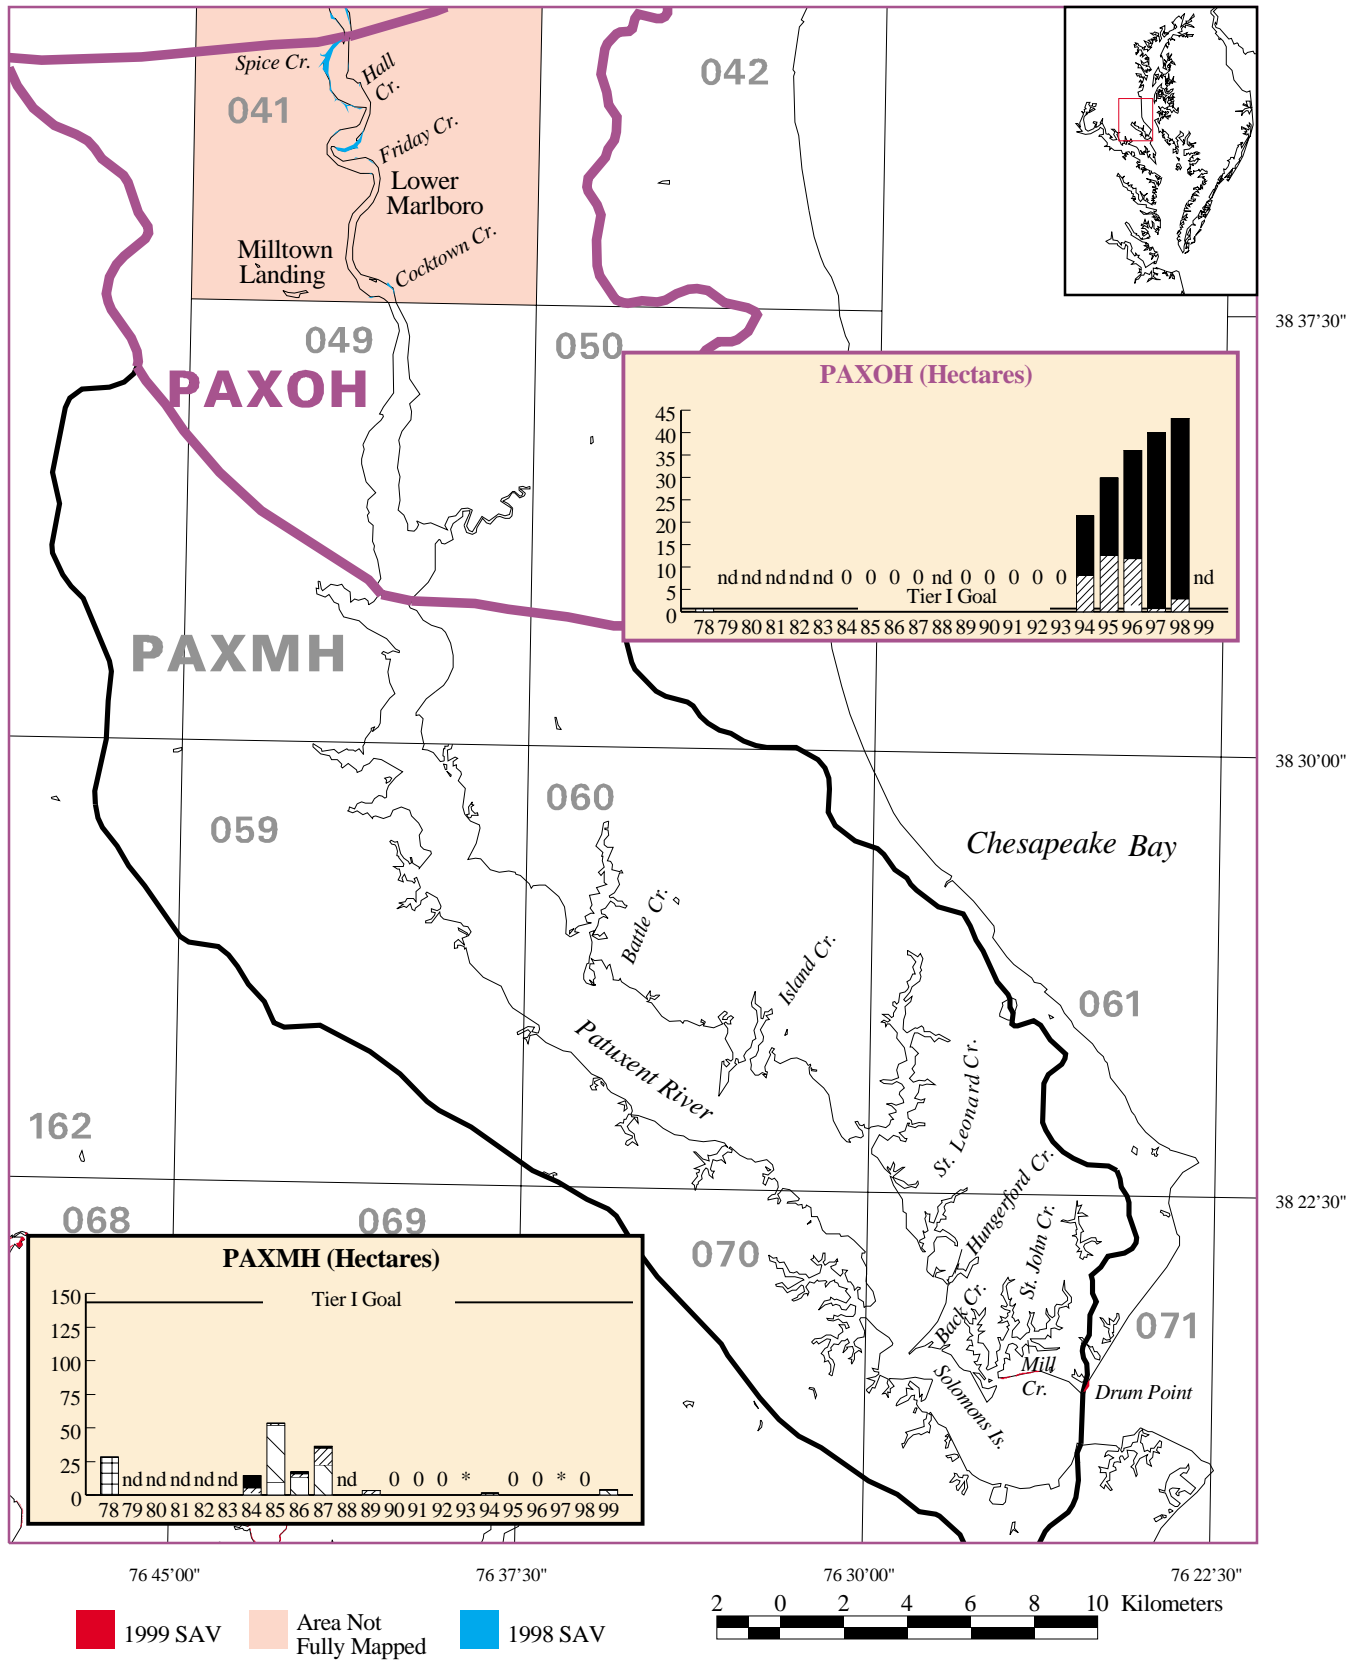 Spice Cr.
Hall
Cr.
041
042
Friday Cr.
Lower
Marlboro
Milltown
Landing
Cocktown Cr.
38 37'30"
049
050
PAXOH
PAXOH (Hectares)
45
40
35
30
25
20
15
10
5
0
nd nd nd nd nd 0 0 0 0 nd 0 0 0 0 0 nd
Tier I Goal
78 79 80 81 82 83 84 85 86 87 88 89 90 91 92 93 94 95 96 97 98 99
PAXMH
38 30'00"
059
060
Chesapeake Bay
Battle Cr.
Island Cr.
061
Patuxent River
St. Leonard Cr.
162
Hungerford Cr.
38 22'30"
068
069
070
St. John Cr.
Back Cr.
071
Mill
Cr.
Drum Point
Solomons Is.
PAXMH (Hectares)
150
125
100
75
50
25
0
Tier I Goal
nd nd nd nd nd nd 0 0 0 * 0 0 * 0
78 79 80 81 82 83 84 85 86 87 88 89 90 91 92 93 94 95 96 97 98 99
76 45'00"
76 37'30"
76 30'00"
76 22'30"
1999 SAV
Area Not
Fully Mapped
1998 SAV
2 0 2 4 6 8 10 Kilometers